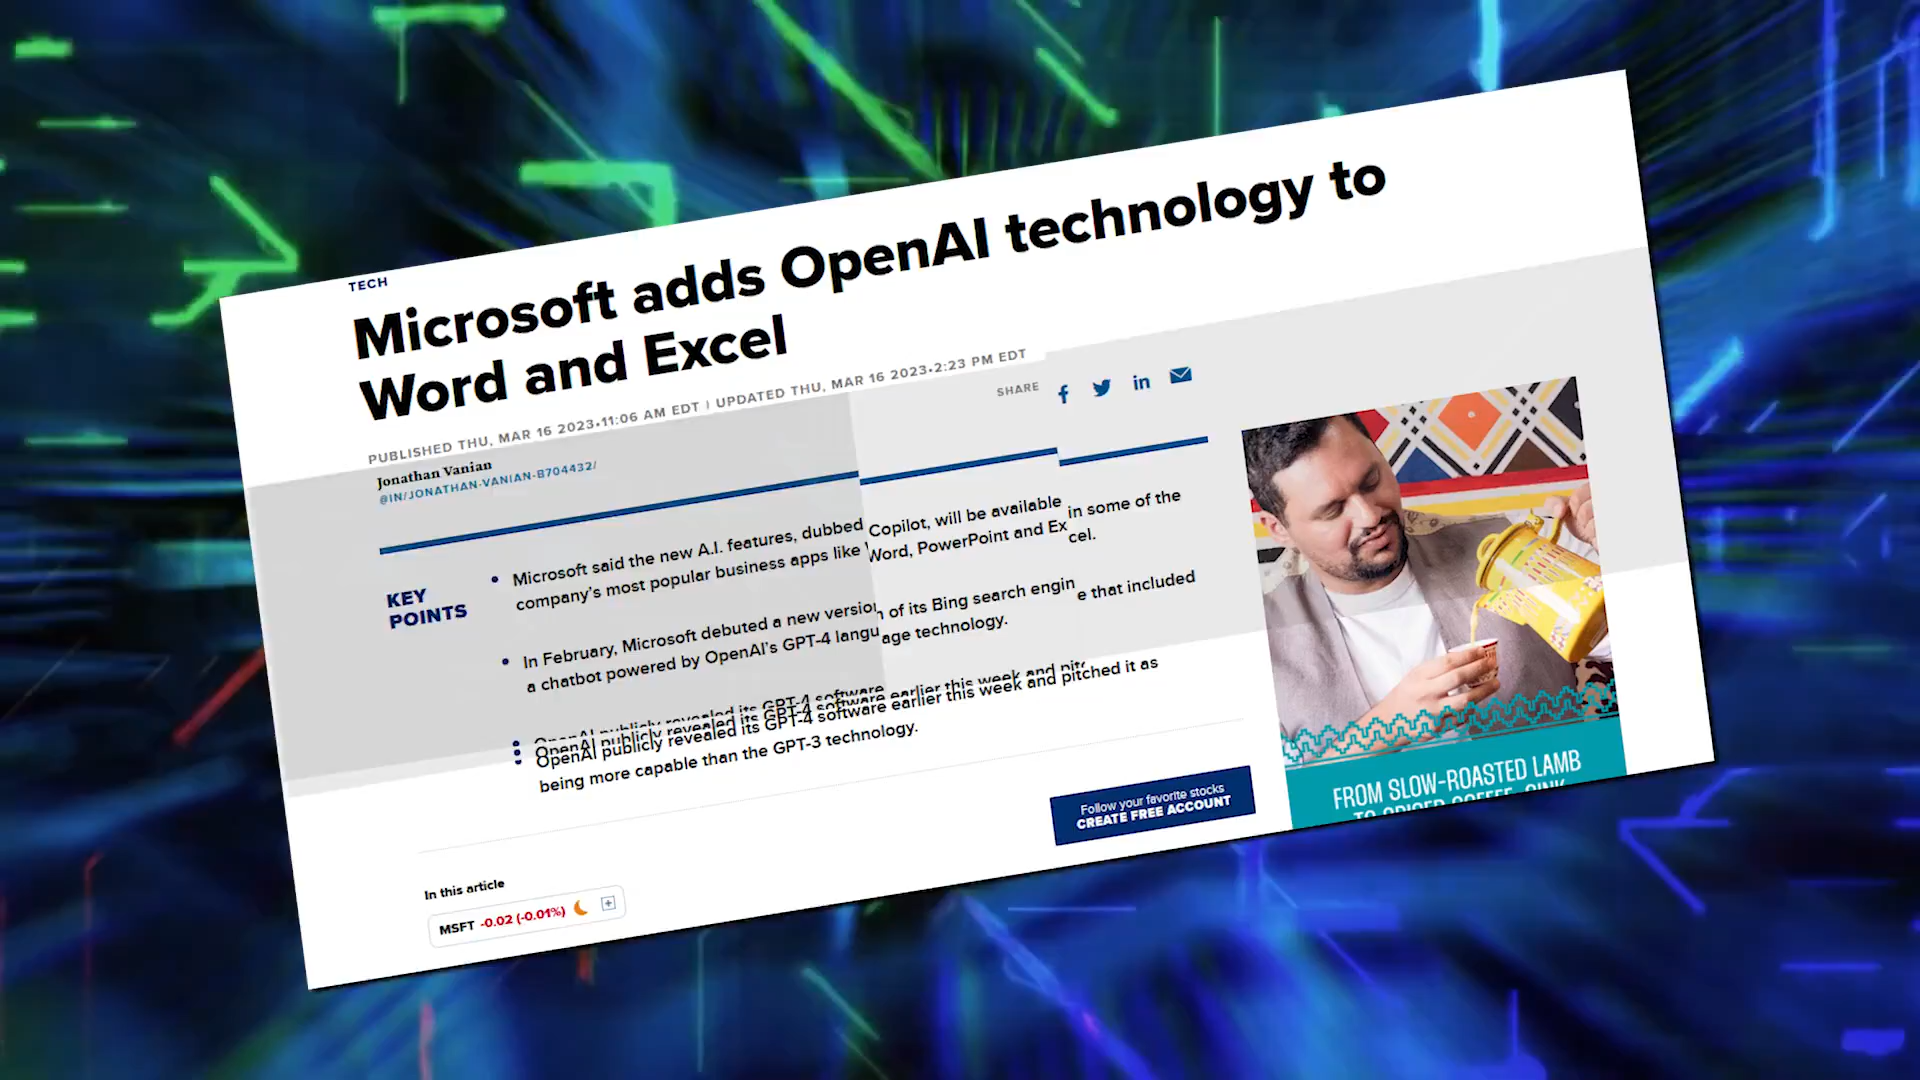 TECH
Microsoft adds OpenAI technology to
Word and Excel
PUBLISHED THU, MAR 16 2023•11:06 AM EDT | UPDATED THU, MAR 16 2023•2:23 PM EDT
Jonathan Vanian
@IN/JONATHAN-VANIAN-B704432/
SHARE
KEY
POINTS
• Microsoft said the new A.I. features, dubbed Copilot, will be available in some of the
company's most popular business apps like Word, PowerPoint and Excel.
• In February, Microsoft debuted a new version of its Bing search engine that included
a chatbot powered by OpenAI's GPT-4 language technology.
• OpenAI publicly revealed its GPT-4 software earlier this week and pitched it as
being more capable than the GPT-3 technology.
Follow your favorite stocks
CREATE FREE ACCOUNT
In this article
MSFT -0.02 (-0.01%)
FROM SLOW-ROASTED LAMB
TO SPICED COFFEE,